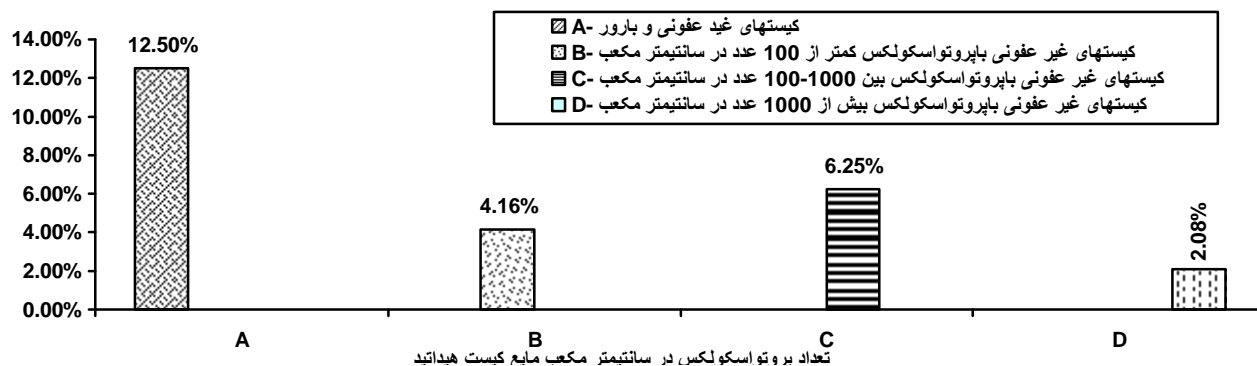 A- کیستهای غید عفونی و بارور
B- کیستهای غیر عفونی باپروتواسکولکس کمتر از 100 عدد در سانتیمتر مکعب
C- کیستهای غیر عفونی باپروتواسکولکس بین 1000-100 عدد در سانتیمتر مکعب
D- کیستهای غیر عفونی باپروتواسکولکس بیش از 1000 عدد در سانتیمتر مکعب
14.00%
12.00%
10.00%
8.00%
6.00%
4.00%
2.00%
0.00%
12.50%
4.16%
6.25%
2.08%
A B C D
تعداد پروتواسکولکس در سانتیمتر مکعب مایع کیست هیداتید